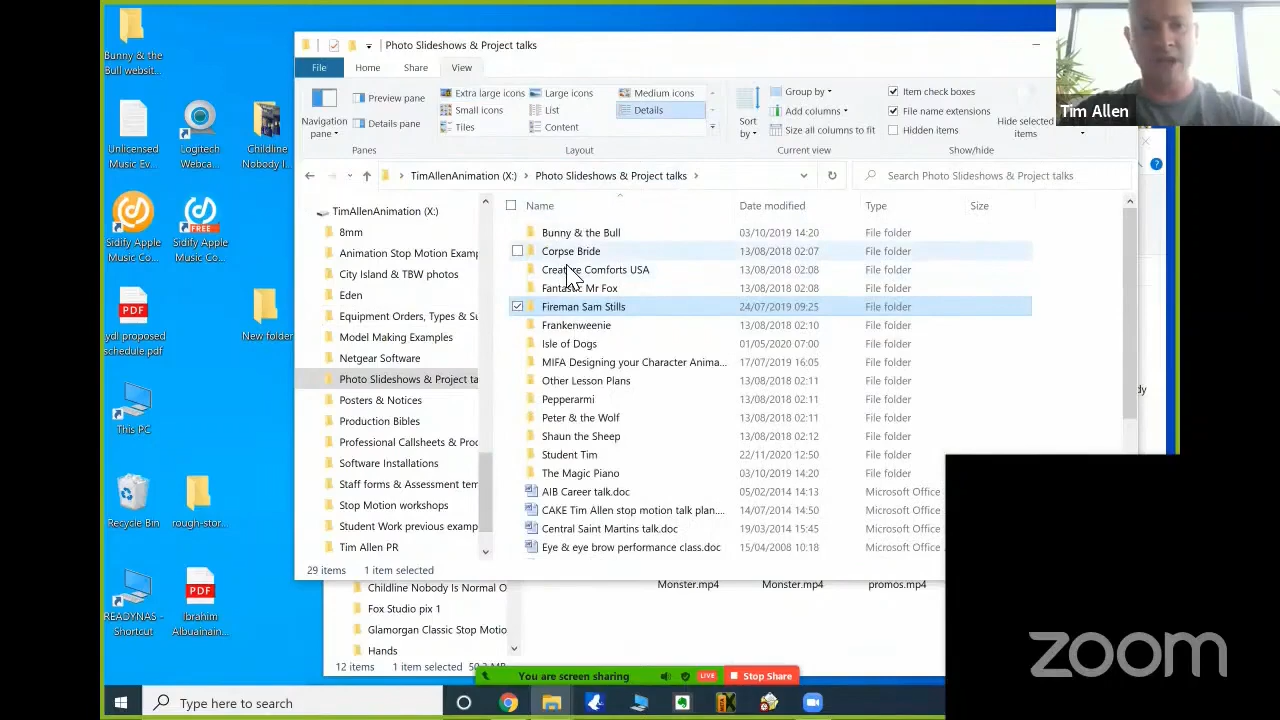 Bunny & the
Bull websit...
Unlicensed
Music Ev...
Logitech
Webca...
Childline
Nobody I...
Sidify Apple
Music Co...
FREE
Sidify Apple
Music Co...
PDF
ydi proposed
schedule.pdf
New folder
This PC
Recycle Bin
rough-stor...
READYNAS -
Shortcut
PDF
Ibrahim
Albuainain...
Photo Slideshows & Project talks
File
Home
Share
View
Navigation
pane
Preview pane
Details pane
Panes
Extra large icons
Large icons
Medium icons
Small icons
List
Details
Tiles
Content
Layout
Sort
by
Group by
Add columns
Size all columns to fit
Current view
Item check boxes
File name extensions
Hidden items
Hide selected
items
Show/hide
Tim Allen
TimAllenAnimation (X:) > Photo Slideshows & Project talks >
Search Photo Slideshows & Project talks
TimAllenAnimation (X:)
8mm
Animation Stop Motion Examp
City Island & TBW photos
Eden
Equipment Orders, Types & Su
Model Making Examples
Netgear Software
Photo Slideshows & Project ta
Posters & Notices
Production Bibles
Professional Callsheets & Proc
Software Installations
Staff forms & Assessment tem
Stop Motion workshops
Student Work previous examp
Tim Allen PR
Name Date modified Type Size
Bunny & the Bull 03/10/2019 14:20 File folder
Corpse Bride 13/08/2018 02:07 File folder
Creature Comforts USA 13/08/2018 02:08 File folder
Fantastic Mr Fox 13/08/2018 02:08 File folder
Fireman Sam Stills 24/07/2019 09:25 File folder
Frankenweenie 13/08/2018 02:10 File folder
Isle of Dogs 01/05/2020 07:00 File folder
MIFA Designing your Character Anima... 17/07/2019 16:05 File folder
Other Lesson Plans 13/08/2018 02:11 File folder
Pepperarmi 13/08/2018 02:11 File folder
Peter & the Wolf 13/08/2018 02:11 File folder
Shaun the Sheep 13/08/2018 02:12 File folder
Student Tim 22/11/2020 12:50 File folder
The Magic Piano 03/10/2019 14:20 File folder
AIB Career talk.doc 05/02/2014 14:13 Microsoft Office
CAKE Tim Allen stop motion talk plan.... 14/07/2014 14:50 Microsoft Office
Central Saint Martins talk.doc 19/03/2014 15:45 Microsoft Office
Eye & eye brow performance class.doc 15/04/2008 10:18 Microsoft Office
29 items 1 item selected
dy
Childline Nobody Is Normal O
Fox Studio pix 1
Glamorgan Classic Stop Motio
Hands
Monster.mp4
Monster.mp4
promos.mp4
12 items 1 item selected
You are screen sharing
LIVE
Stop Share
Type here to search
zoom